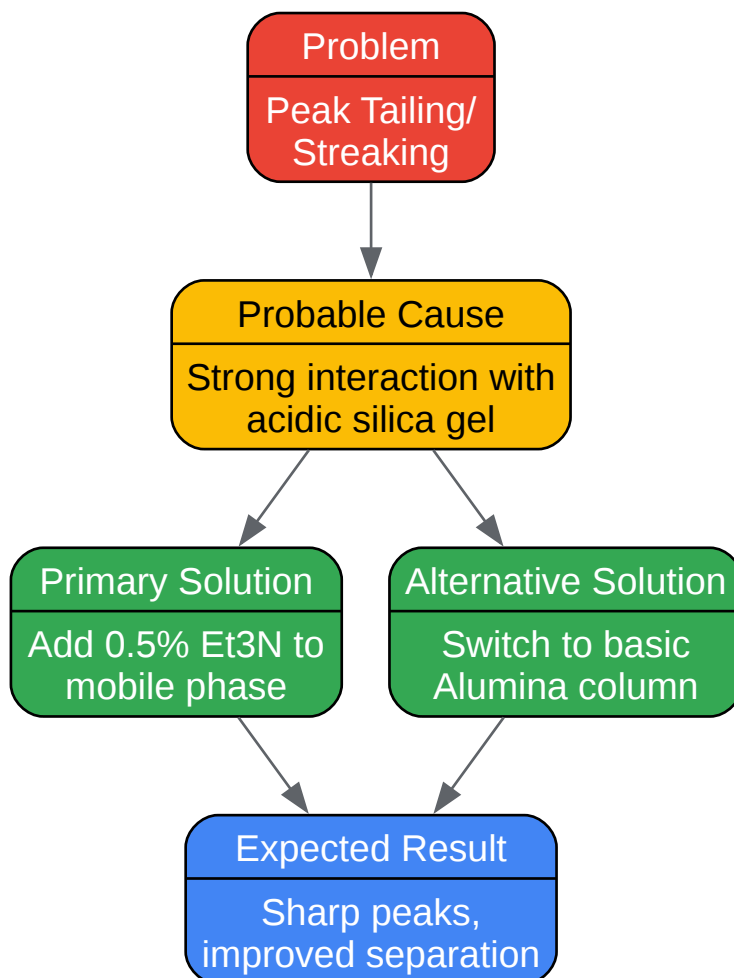 Problem
Peak Tailing/
Streaking
Probable Cause
Strong interaction with
acidic silica gel
Primary Solution
Add 0.5% Et3N to
mobile phase
Alternative Solution
Switch to basic
Alumina column
Expected Result
Sharp peaks,
improved separation